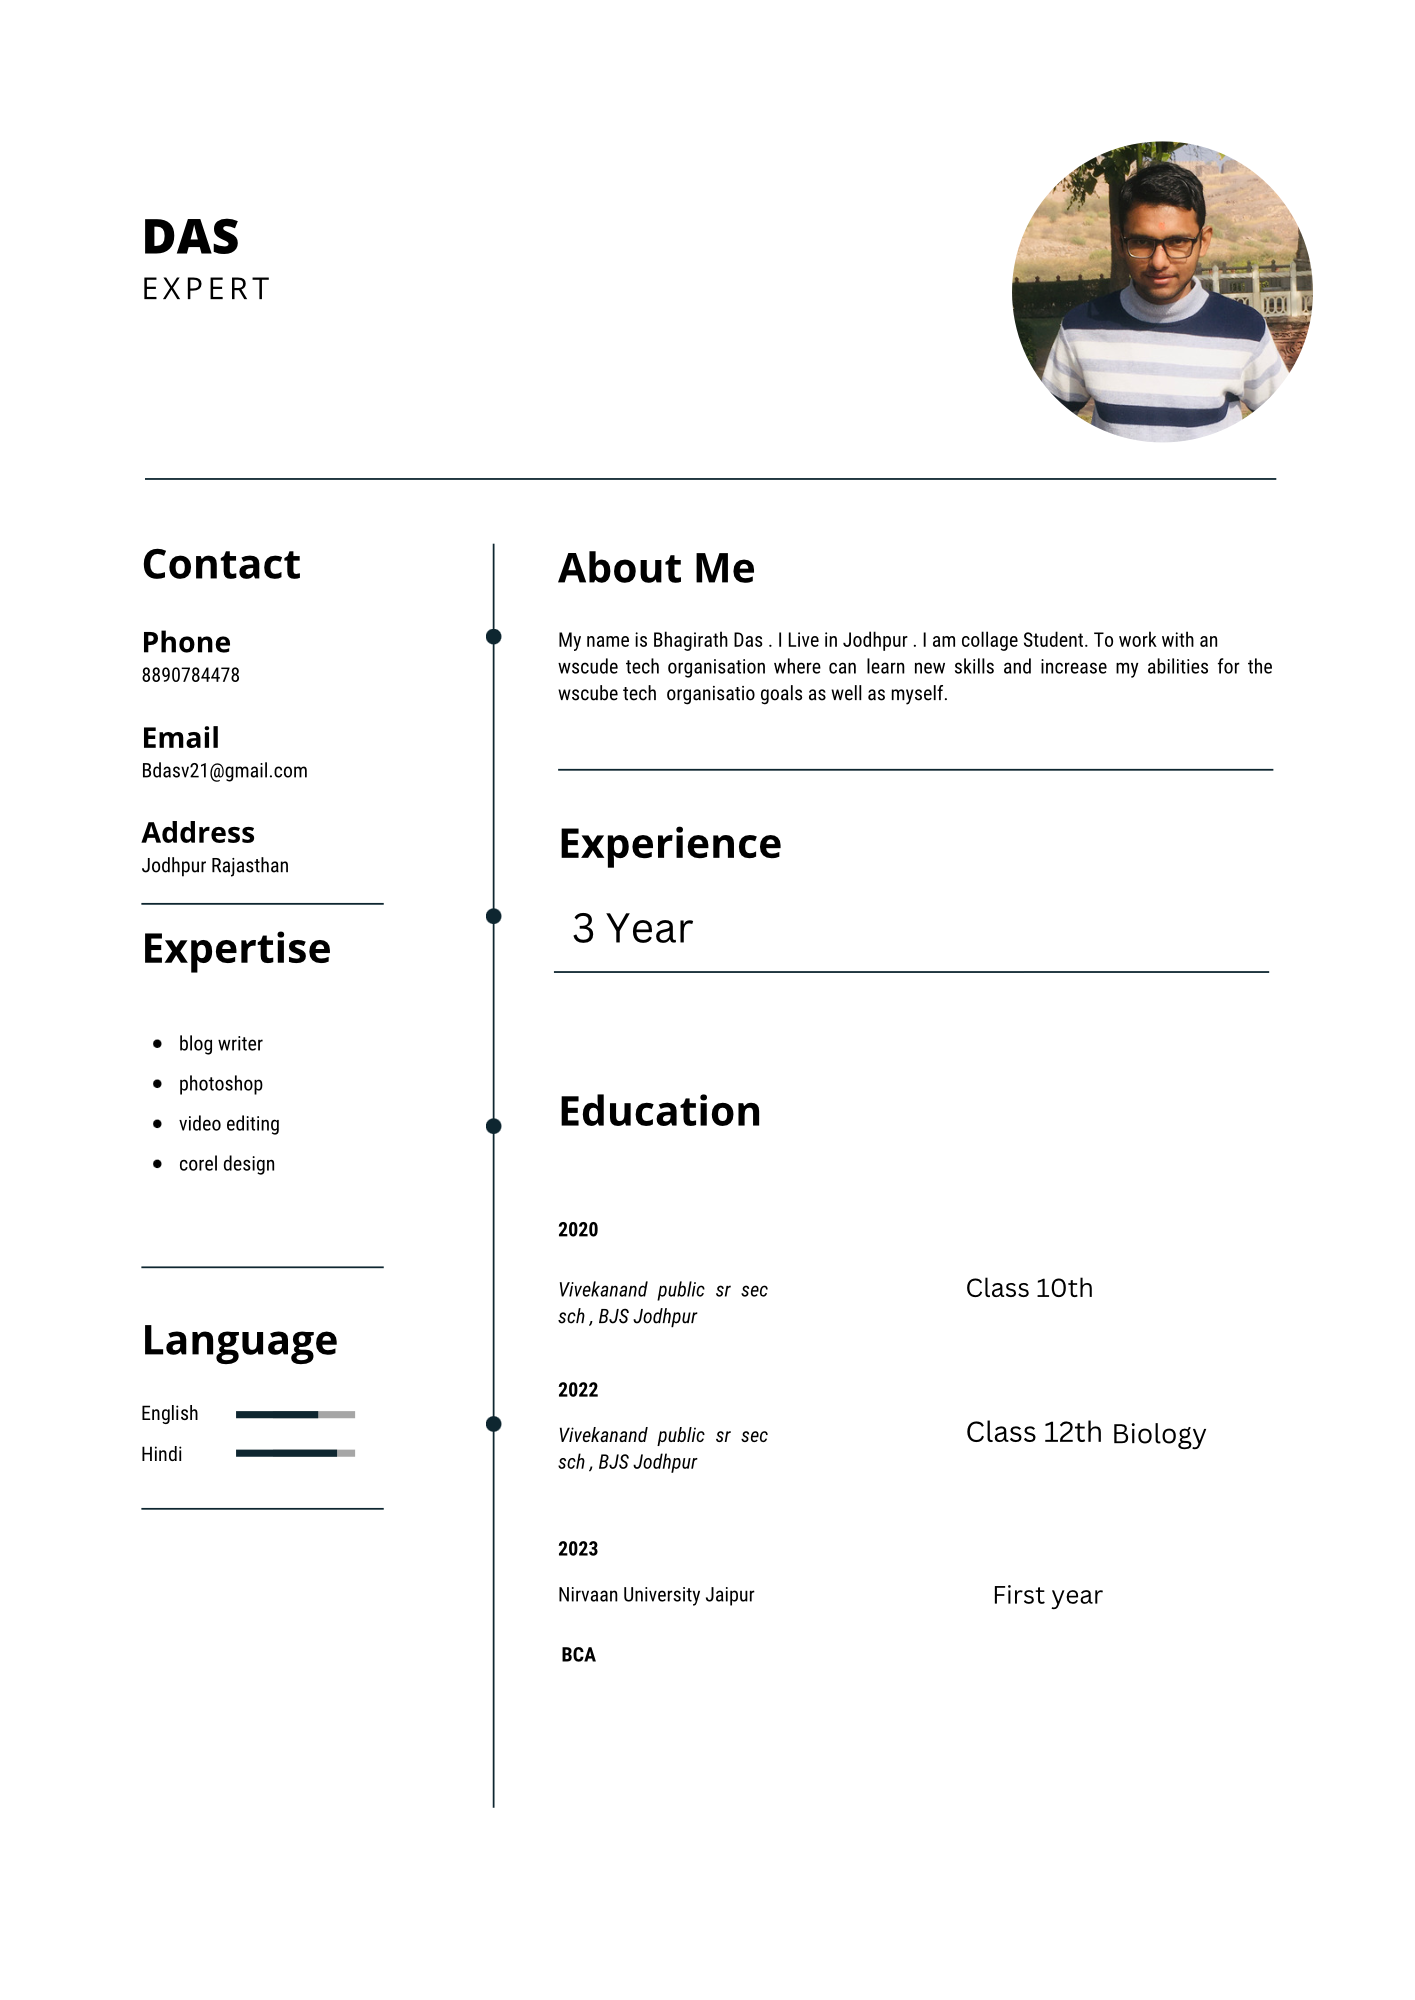 DAS
EXPERT
Contact
Phone
8890784478
Email
Bdasv21@gmail.com
Address
Jodhpur Rajasthan
Expertise
blog writer
photoshop
video editing
corel design
Language
English
Hindi
About Me
My name is Bhagirath Das . I Live in Jodhpur . I am collage Student. To work with an
wscude tech organisation where can learn new skills and increase my abilities for the
wscube tech organisatio goals as well as myself.
Experience
3 Year
Education
2020
Vivekanand public sr sec
sch , BJS Jodhpur
Class 10th
2022
Vivekanand public sr sec
sch , BJS Jodhpur
Class 12th Biology
2023
Nirvaan University Jaipur
First year
BCA